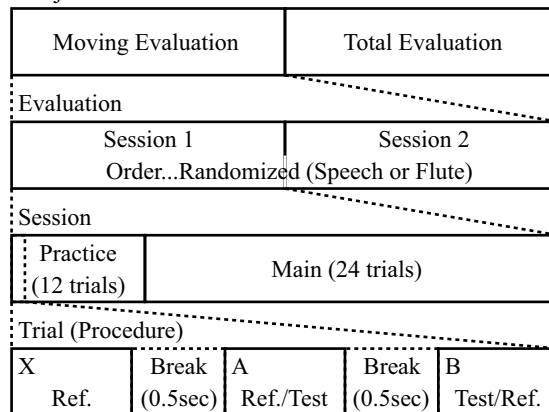 Moving Evaluation Total Evaluation
Evaluation
Session 1 Session 2
Order...Randomized (Speech or Flute)
Session
Practice
(12 trials)
Main (24 trials)
Trial (Procedure)
X Break A Break B
Ref. (0.5sec) Ref./Test (0.5sec) Test/Ref.